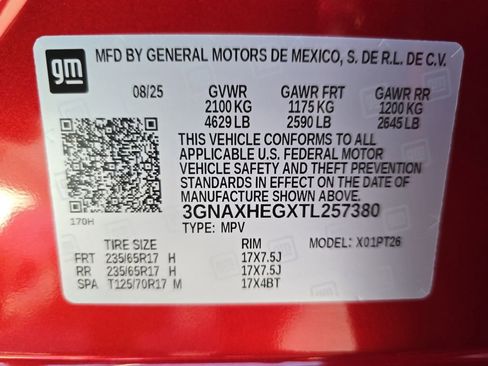 gm
MFD BY GENERAL MOTORS DE MEXICO, S. DE R.L. DE C.V.
08/25 GVWR GAWR FRT GAWR RR
2100 KG 1175 KG 1200 KG
4629 LB 2590 LB 2645 LB
THIS VEHICLE CONFORMS TO ALL
APPLICABLE U.S. FEDERAL MOTOR
VEHICLE SAFETY AND THEFT PREVENTION
STANDARDS IN EFFECT ON THE DATE OF
MANUFACTURE SHOWN ABOVE.
3GNAXHEGXTL257380
170H TYPE: MPV
TIRE SIZE RIM MODEL: X01PT26
FRT 235/65R17 H 17X7.5J
RR 235/65R17 H 17X7.5J
SPA T125/70R17 M 17X4BT